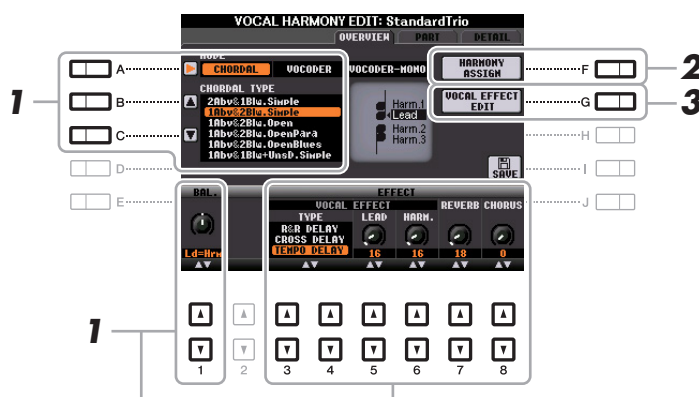 VOCAL HARMONY EDIT: StandardTrio
OVERVIEW PART DETAIL
MODE
CHORDAL VOCODER VOCODER-MONO
HARMONY ASSIGN
CHORDAL TYPE
2Abv&1Blw.Simple
1Abv&2Blw.Simple
1Abv&2Blw.Open
1Abv&2Blw.OpenPara
1Abv&2Blw.OpenBlues
1Abv&1Blw+UnsD.Simple
Harm.1
Lead
Harm.2
Harm.3
VOCAL EFFECT EDIT
SAVE
A
B
C
D
E
F
G
H
I
J
1
2
3
BAL.
Ld=Hrm
EFFECT
VOCAL EFFECT REVERB CHORUS
TYPE LEAD HARM.
R&R DELAY
CROSS DELAY
TEMPO DELAY
16 16 18 0
1
1 2 3 4 5 6 7 8